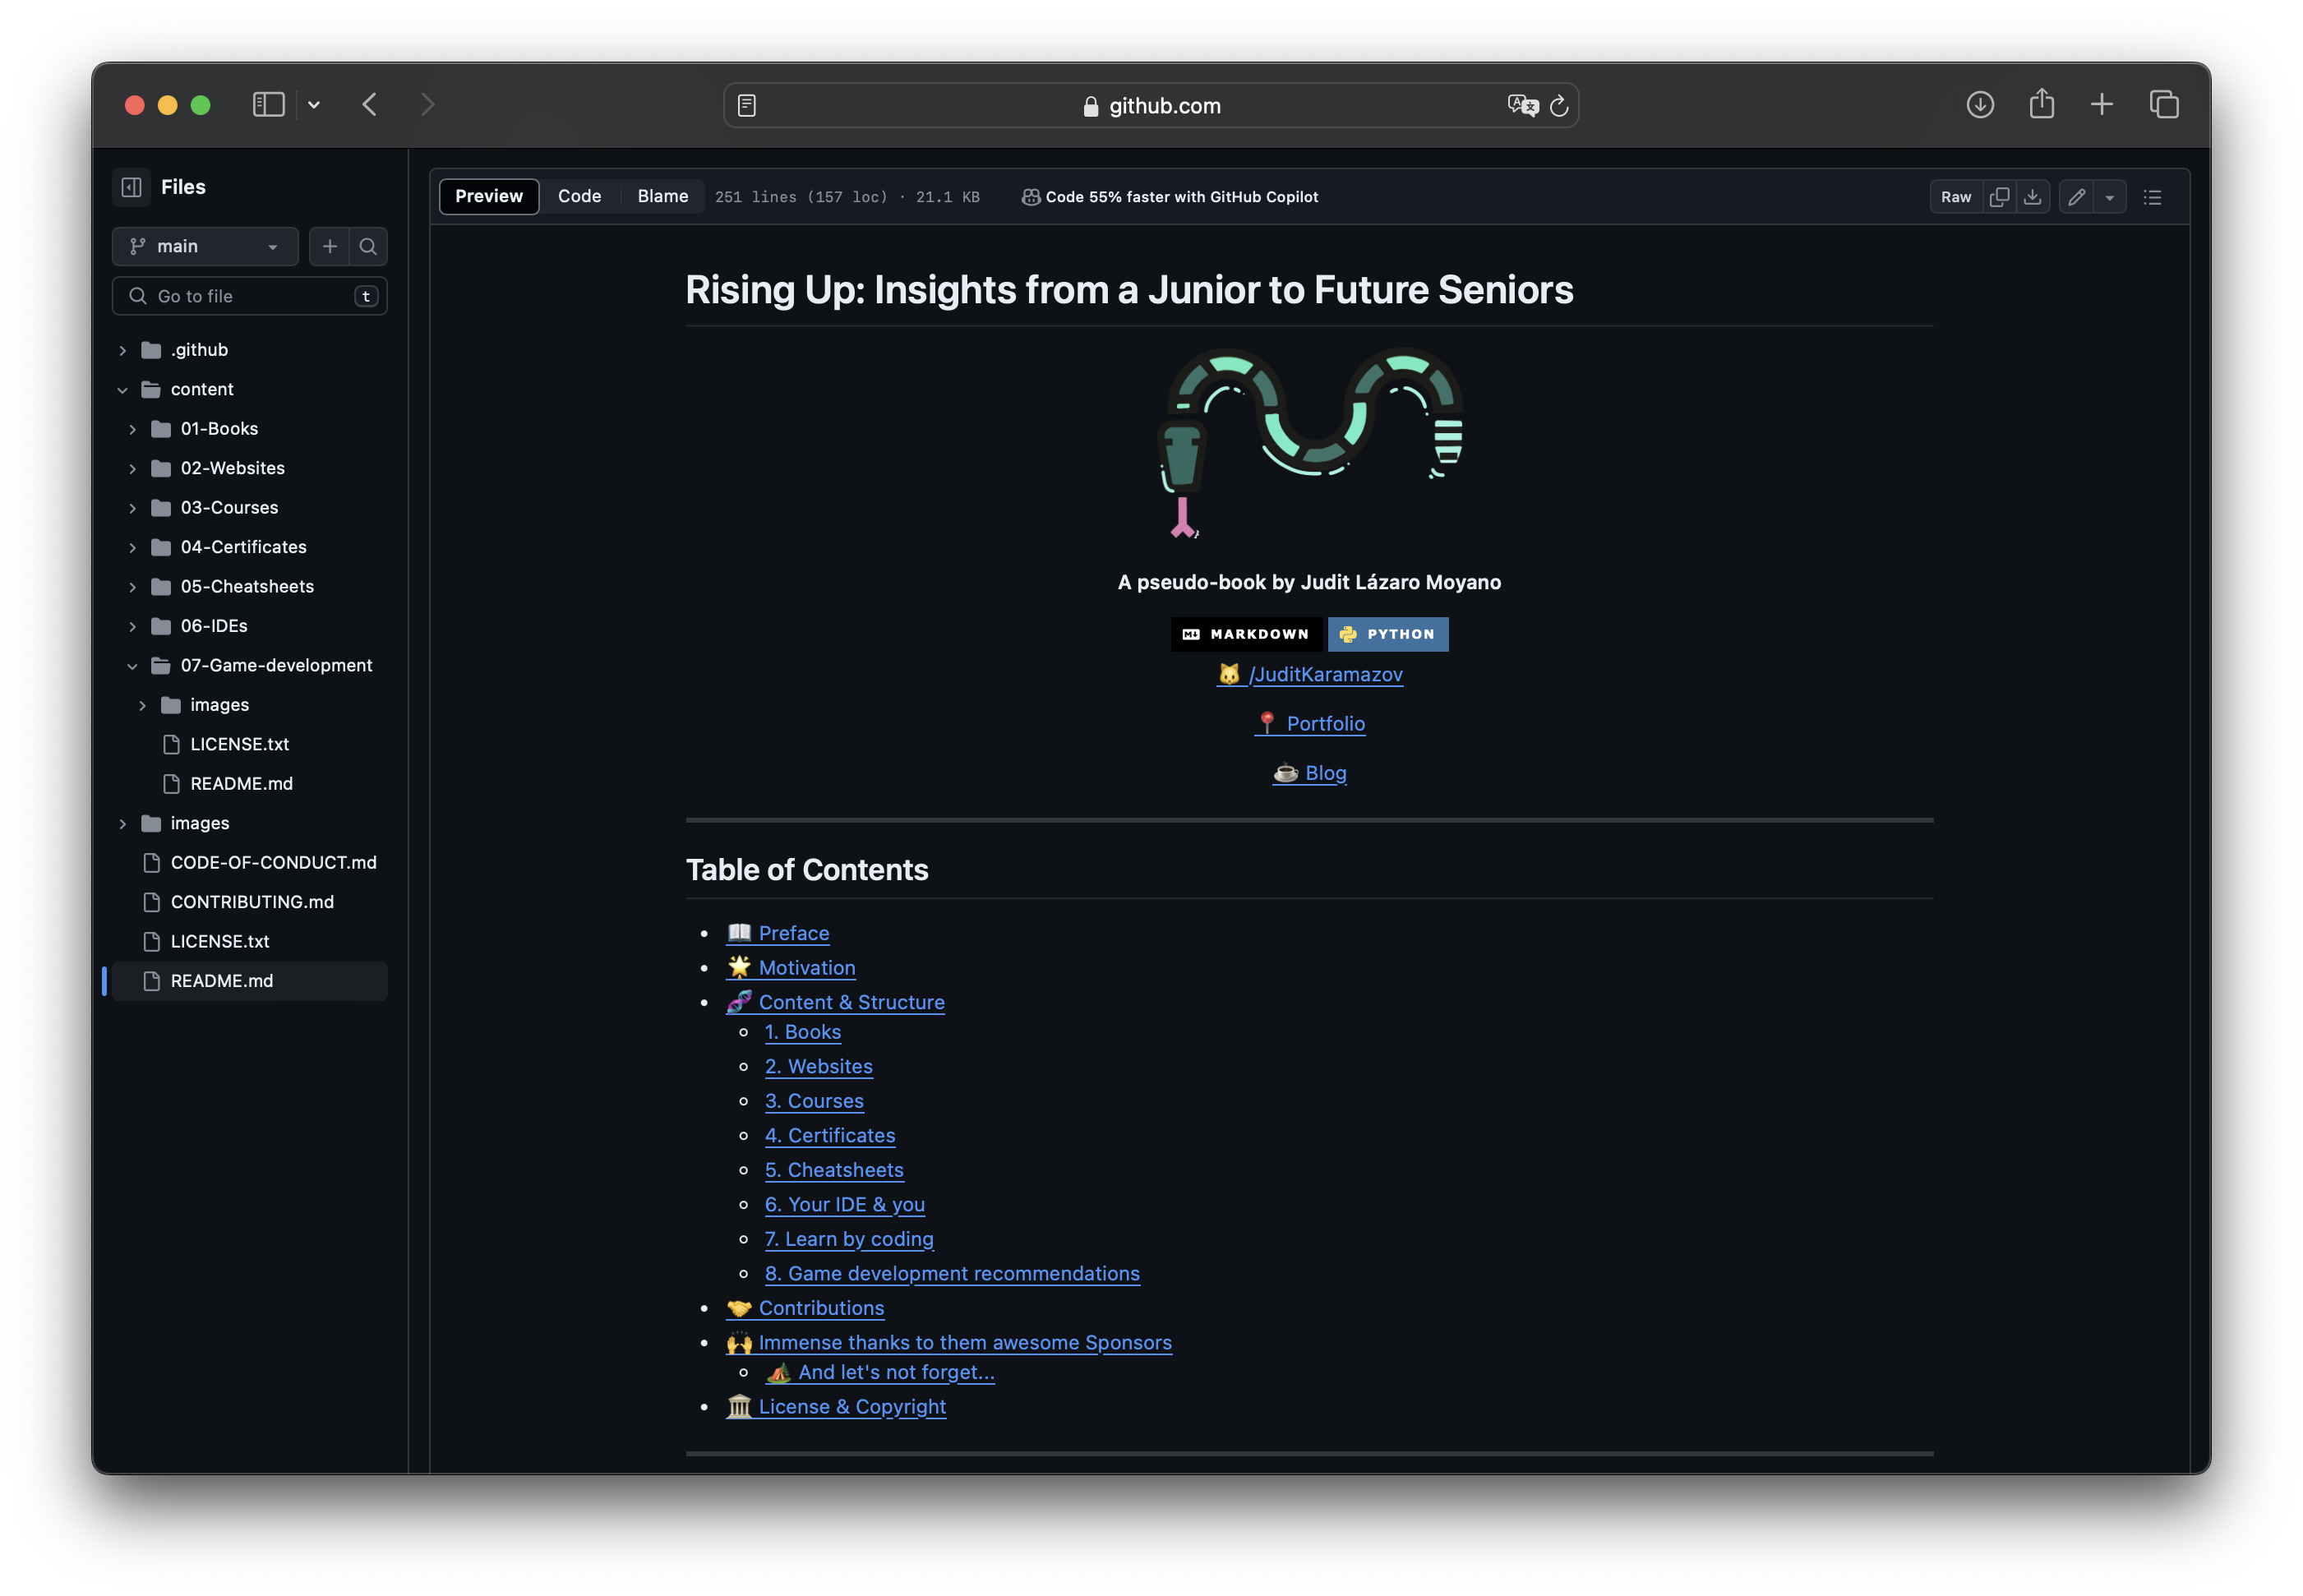 github.com
Files
main
Go to file t
.github
content
01-Books
02-Websites
03-Courses
04-Certificates
05-Cheatsheets
06-IDEs
07-Game-development
images
LICENSE.txt
README.md
images
CODE-OF-CONDUCT.md
CONTRIBUTING.md
LICENSE.txt
README.md
Preview Code Blame 251 lines (157 loc) · 21.1 KB Code 55% faster with GitHub Copilot Raw
Rising Up: Insights from a Junior to Future Seniors
A pseudo-book by Judit Lázaro Moyano
MARKDOWN PYTHON
🐱 /JuditKaramazov
📍 Portfolio
☕ Blog
Table of Contents
• 📖 Preface
• 🌟 Motivation
• 🧬 Content & Structure
◦ 1. Books
◦ 2. Websites
◦ 3. Courses
◦ 4. Certificates
◦ 5. Cheatsheets
◦ 6. Your IDE & you
◦ 7. Learn by coding
◦ 8. Game development recommendations
• 🤝 Contributions
• 🙌 Immense thanks to them awesome Sponsors
◦ 🏕️ And let's not forget...
• 🏛️ License & Copyright